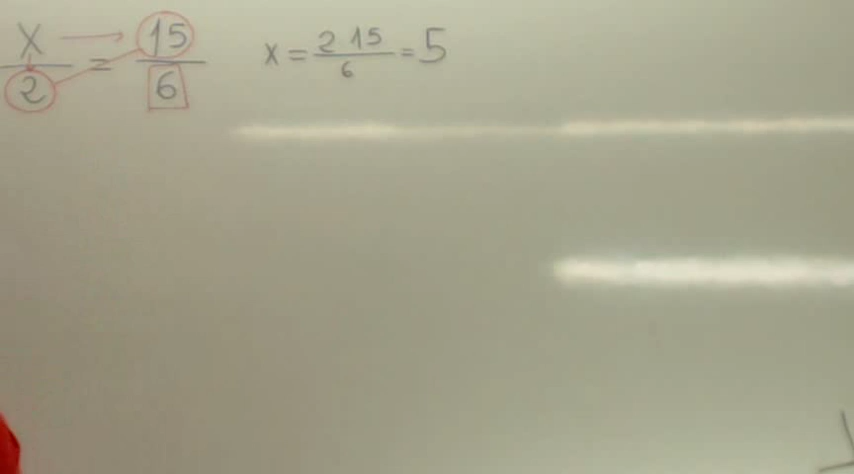 x/2 = 15/6
x = 2 15/6 = 5